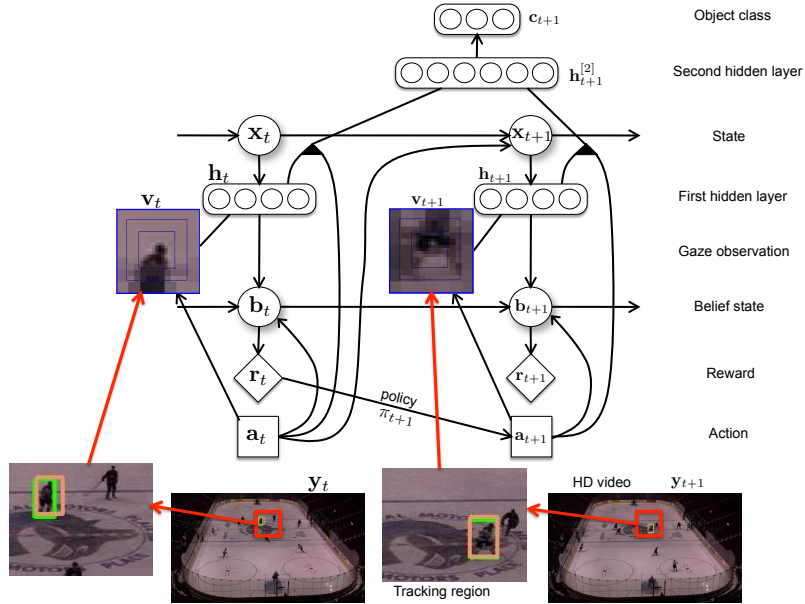 c_{t+1} Object class
h_{t+1}^{[2]} Second hidden layer
x_t x_{t+1} State
h_t h_{t+1}
v_t v_{t+1} First hidden layer
Gaze observation
b_t b_{t+1} Belief state
r_t r_{t+1} Reward
policy
π_{t+1}
a_t a_{t+1} Action
y_t HD video y_{t+1}
Tracking region